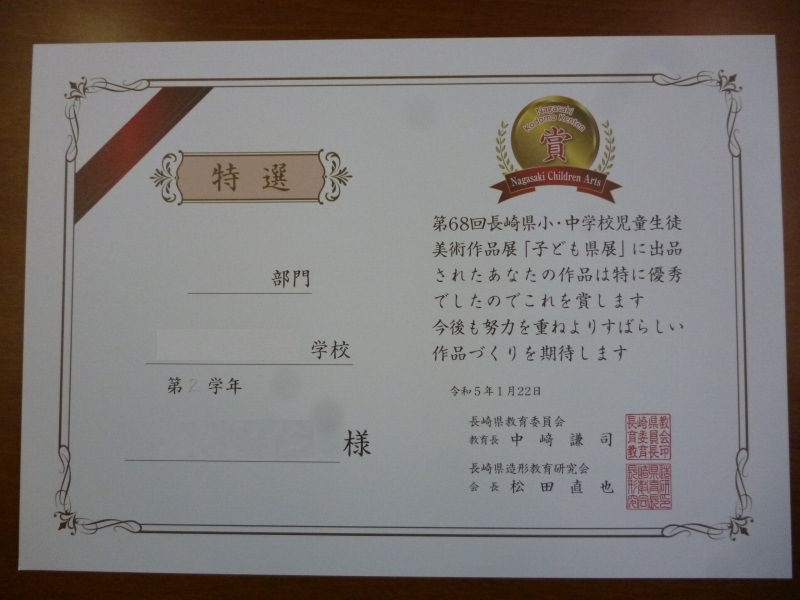 特選
部門
学校
第2学年
様
Nagasaki
Kodomo Kenten
賞
Nagasaki Children Arts
第68回長崎県小・中学校児童生徒
美術作品展「子ども県展」に出品
されたあなたの作品は特に優秀
でしたのでこれを賞します
今後も努力を重ねよりすばらしい
作品づくりを期待します
令和5年1月22日
長崎県教育委員会
教育長 中﨑謙司
長崎県造形教育研究会
会長 松田直也